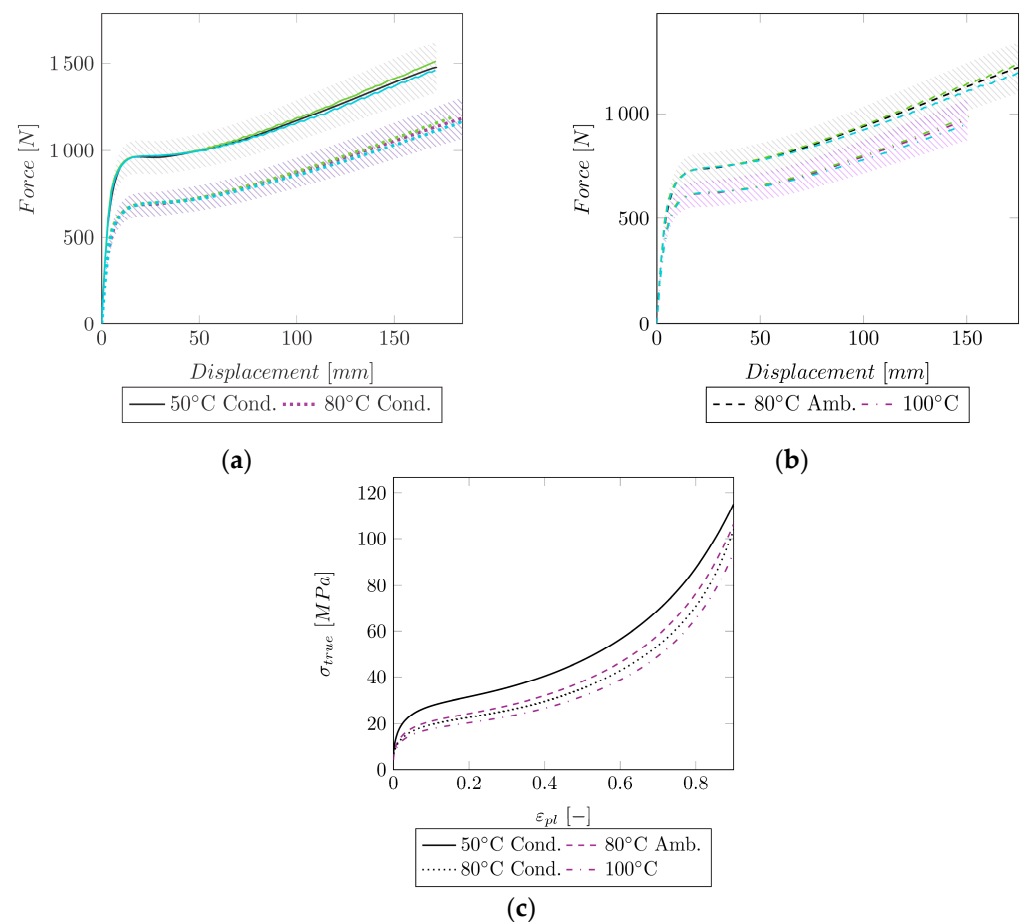 1 500
1 000
500
0
Force [N]
0 50 100 150
Displacement [mm]
50°C Cond. 80°C Cond.
(a)
1 000
500
0
Force [N]
0 50 100 150
Displacement [mm]
80°C Amb. 100°C
(b)
120
100
80
60
40
20
0
σtrue [MPa]
0 0.2 0.4 0.6 0.8
εpl [−]
50°C Cond. 80°C Amb.
80°C Cond. 100°C
(c)